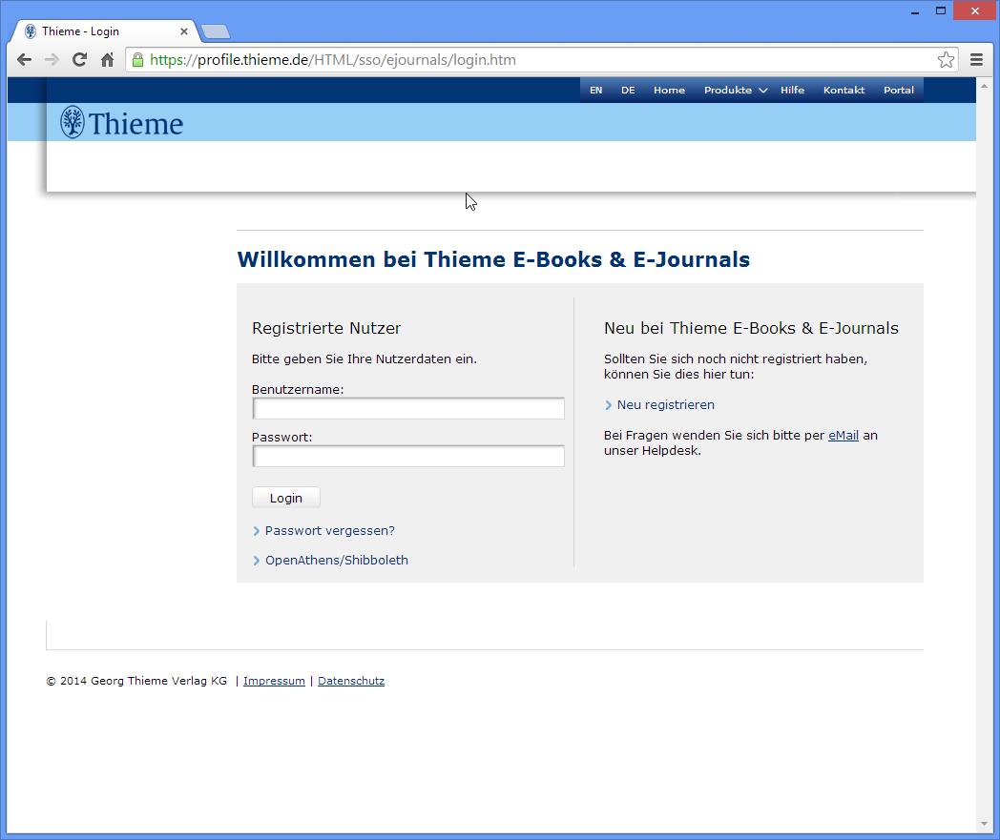 Thieme - Login
https://profile.thieme.de/HTML/sso/ejournals/login.htm
EN DE Home Produkte Hilfe Kontakt Portal
Thieme
Willkommen bei Thieme E-Books & E-Journals
Registrierte Nutzer
Bitte geben Sie Ihre Nutzerdaten ein.
Benutzername:
Passwort:
Login
Passwort vergessen?
OpenAthens/Shibboleth
Neu bei Thieme E-Books & E-Journals
Sollten Sie sich noch nicht registriert haben,
können Sie dies hier tun:
Neu registrieren
Bei Fragen wenden Sie sich bitte per eMail an
unser Helpdesk.
© 2014 Georg Thieme Verlag KG | Impressum | Datenschutz